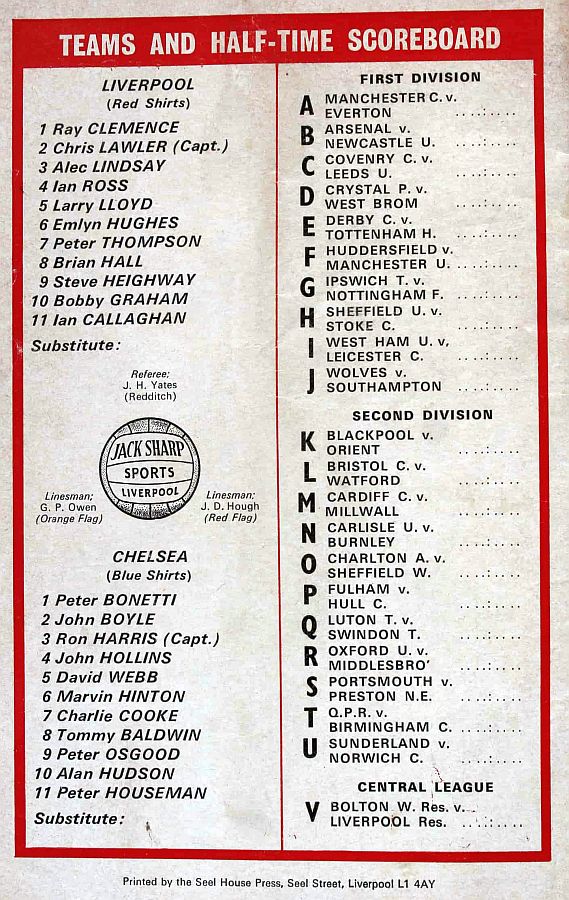 TEAMS AND HALF-TIME SCOREBOARD
LIVERPOOL
(Red Shirts)
1 Ray CLEMENCE
2 Chris LAWLER (Capt.)
3 Alec LINDSAY
4 Ian ROSS
5 Larry LLOYD
6 Emlyn HUGHES
7 Peter THOMPSON
8 Brian HALL
9 Steve HEIGHWAY
10 Bobby GRAHAM
11 Ian CALLAGHAN
Substitute:
Referee;
J. H. Yates
(Redditch)
JACK SHARP
SPORTS
LIVERPOOL
Linesman;
G. P. Owen
(Orange Flag)
Linesman:
J. D. Hough
(Red Flag)
CHELSEA
(Blue Shirts)
1 Peter BONETTI
2 John BOYLE
3 Ron HARRIS (Capt.)
4 John HOLLINS
5 David WEBB
6 Marvin HINTON
7 Charlie COOKE
8 Tommy BALDWIN
9 Peter OSGOOD
10 Alan HUDSON
11 Peter HOUSEMAN
Substitute:
FIRST DIVISION
A MANCHESTER C. v.
EVERTON ....:....
B ARSENAL v.
NEWCASTLE U. ....:....
C COVENRY C. v.
LEEDS U. ....:....
D CRYSTAL P. v.
WEST BROM ....:....
E DERBY C. v.
TOTTENHAM H. ....:....
F HUDDERSFIELD v.
MANCHESTER U. ....:....
G IPSWICH T. v.
NOTTINGHAM F. ....:....
H SHEFFIELD U. v.
STOKE C. ....:....
I WEST HAM U. v.
LEICESTER C. ....:....
J WOLVES v.
SOUTHAMPTON ....:....
SECOND DIVISION
K BLACKPOOL v.
ORIENT ....:....
L BRISTOL C. v.
WATFORD ....:....
M CARDIFF C. v.
MILLWALL ....:....
N CARLISLE U. v.
BURNLEY ....:....
O CHARLTON A. v.
SHEFFIELD W. ....:....
P FULHAM v.
HULL C. ....:....
Q LUTON T. v.
SWINDON T. ....:....
R OXFORD U. v.
MIDDLESBRO' ....:....
S PORTSMOUTH v.
PRESTON N.E. ....:....
T Q.P.R. v.
BIRMINGHAM C. ....:....
U SUNDERLAND v.
NORWICH C. ....:....
CENTRAL LEAGUE
V BOLTON W. Res. v.
LIVERPOOL Res. ....:....
Printed by the Seel House Press, Seel Street, Liverpool L1 4AY